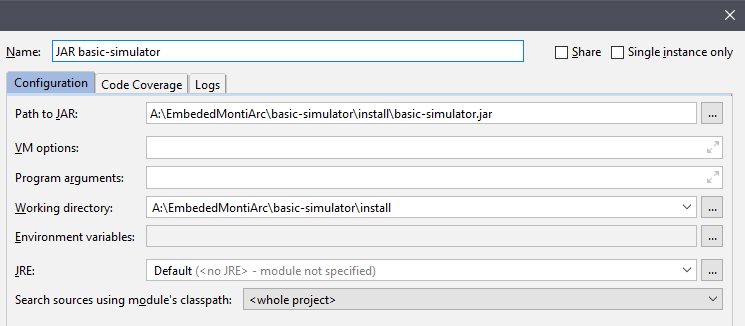 Name: JAR basic-simulator Share Single instance only
Configuration Code Coverage Logs
Path to JAR: A:\EmbededMontiArc\basic-simulator\install\basic-simulator.jar ...
VM options:
Program arguments:
Working directory: A:\EmbededMontiArc\basic-simulator\install ...
Environment variables: ...
JRE: Default (<no JRE> - module not specified) ...
Search sources using module's classpath: <whole project>